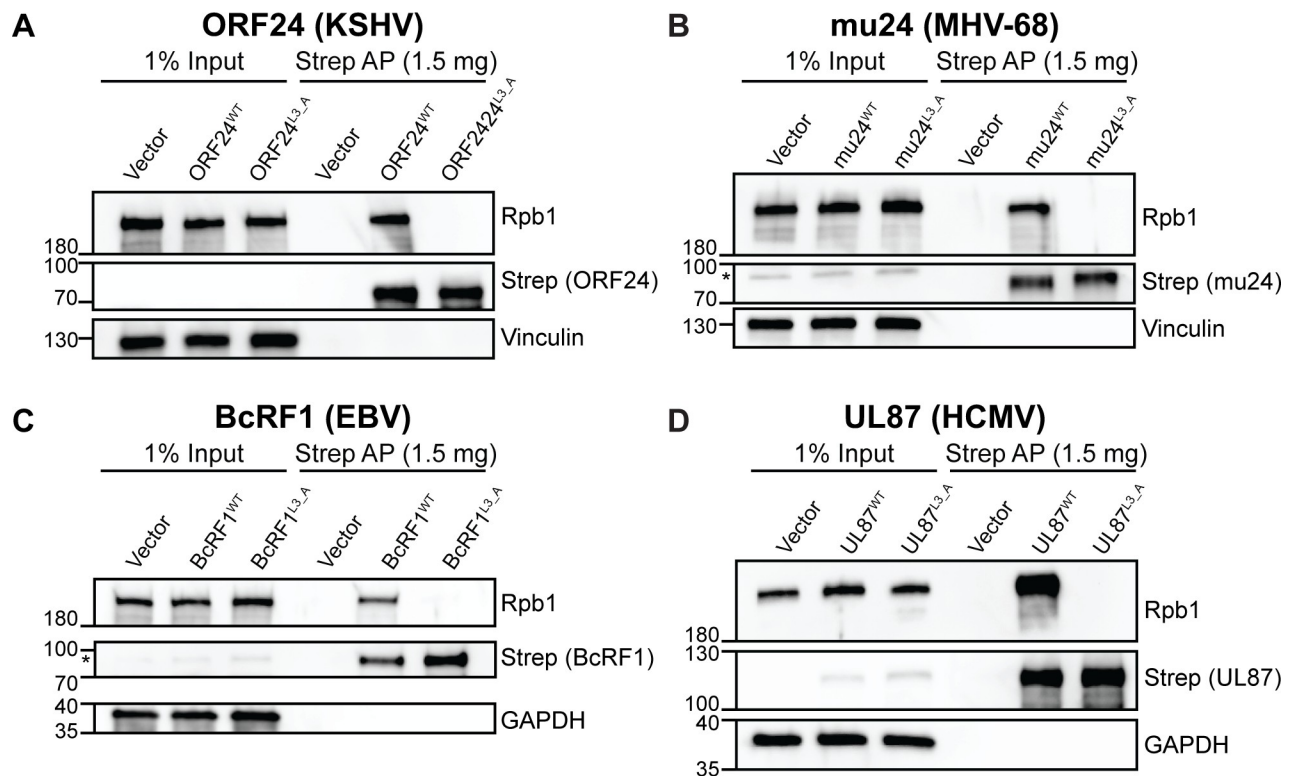 A
ORF24 (KSHV)
1% Input Strep AP (1.5 mg)
Vector ORF24WT ORF24L3_A Vector ORF24WT ORF2424L3_A
Rpb1
180
100
Strep (ORF24)
70
130
Vinculin
B
mu24 (MHV-68)
1% Input Strep AP (1.5 mg)
Vector mu24WT mu24L3_A Vector mu24WT mu24L3_A
Rpb1
180
100
* Strep (mu24)
70
130
Vinculin
C
BcRF1 (EBV)
1% Input Strep AP (1.5 mg)
Vector BcRF1WT BcRF1L3_A Vector BcRF1WT BcRF1L3_A
Rpb1
180
100
* Strep (BcRF1)
70
40
GAPDH
35
D
UL87 (HCMV)
1% Input Strep AP (1.5 mg)
Vector UL87WT UL87L3_A Vector UL87WT UL87L3_A
Rpb1
180
130
Strep (UL87)
100
40
GAPDH
35